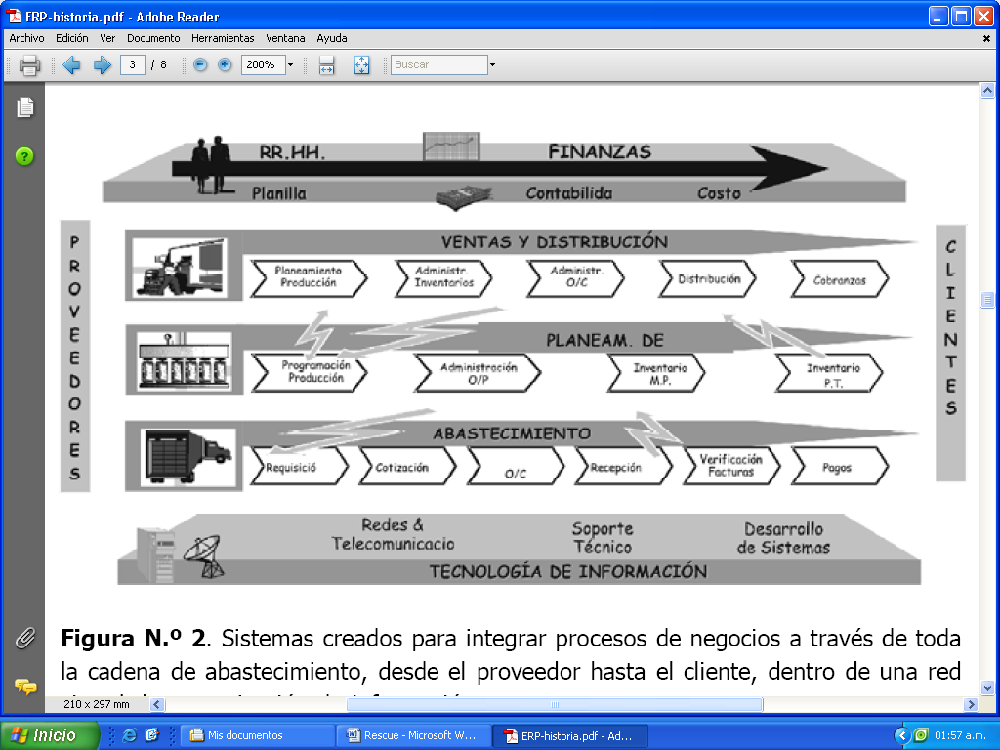 ERP-historia.pdf - Adobe Reader
Archivo Edición Ver Documento Herramientas Ventana Ayuda
3 / 8 200% Buscar
RR.HH. FINANZAS
Planilla Contabilida Costo
PROVEEDORES
CLIENTES
VENTAS Y DISTRIBUCIÓN
Planeamiento
Producción
Administr.
Inventarios
Administr.
O/C
Distribución
Cobranzas
PLANEAM. DE
Programación
Producción
Administración
O/P
Inventario
M.P.
Inventario
P.T.
ABASTECIMIENTO
Requisició
Cotización
O/C
Recepción
Verificación
Facturas
Pagos
Redes &
Telecomunicacio
Soporte
Técnico
Desarrollo
de Sistemas
TECNOLOGÍA DE INFORMACIÓN
Figura N.º 2. Sistemas creados para integrar procesos de negocios a través de toda
la cadena de abastecimiento, desde el proveedor hasta el cliente, dentro de una red
210 x 297 mm
Inicio Mis documentos Rescue - Microsoft W... ERP-historia.pdf - Ad... 01:57 a.m.